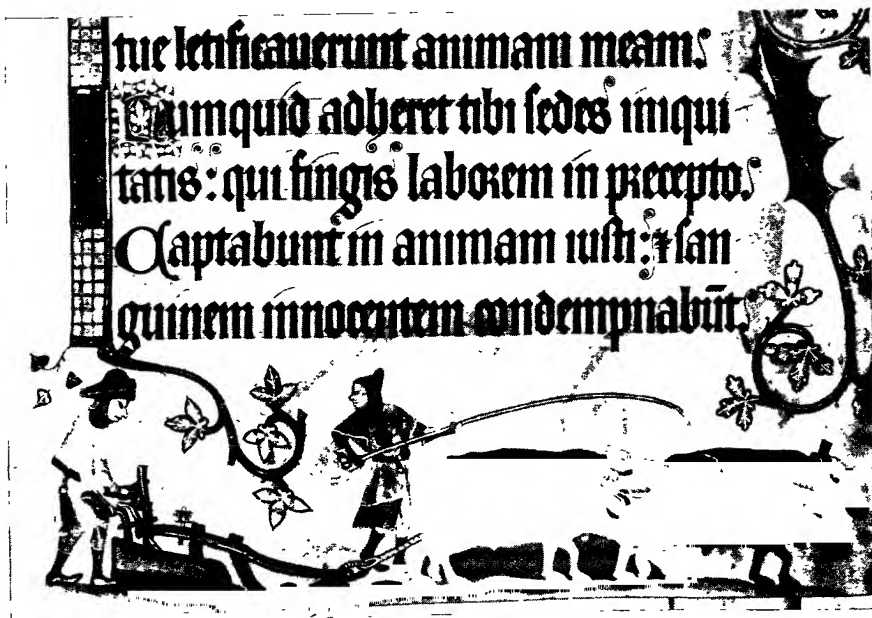 tue letificauerunt animam meam.
Numquid adheret tibi sedes iniqui
tatis: qui fingis laborem in precepto.
Captabunt in animam iusti: ⁊ san
guinem innocentem condempnabūt.